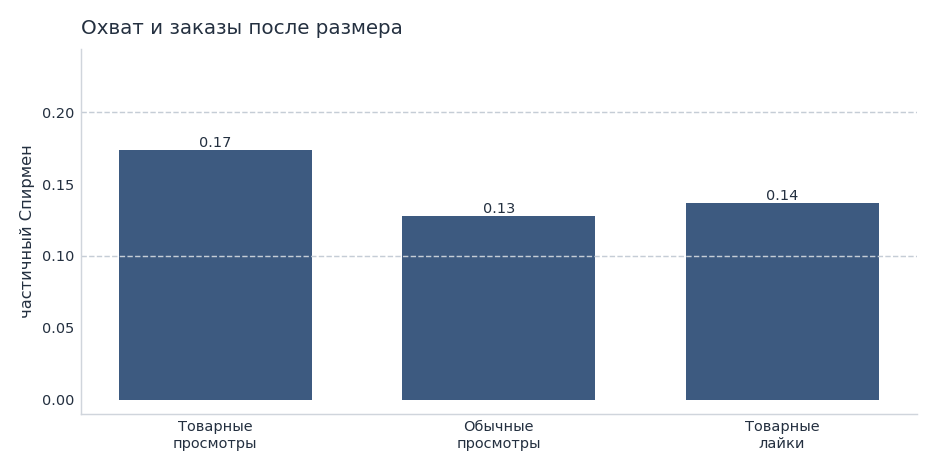 Охват и заказы после размера
частичный Спирмен
0.20
0.15
0.10
0.05
0.00
0.17
0.13
0.14
Товарные
просмотры
Обычные
просмотры
Товарные
лайки